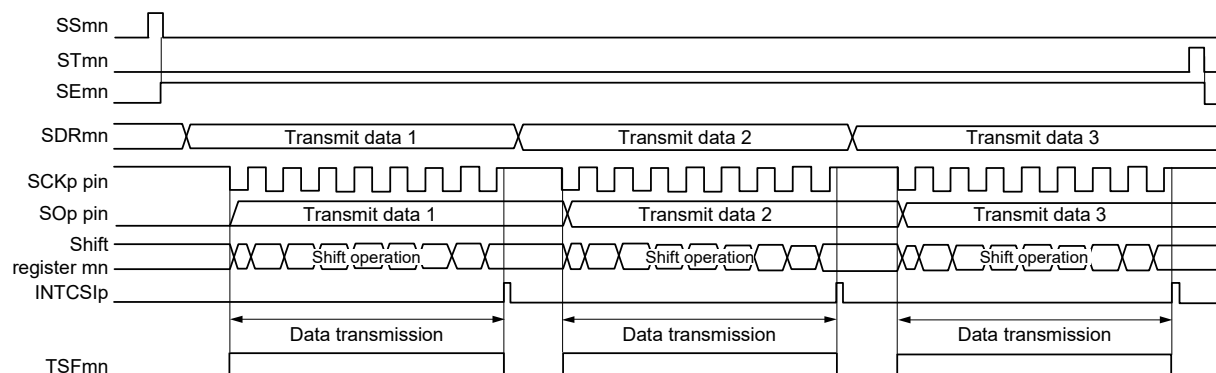 SSmn
STmn
SEmn
SDRmn Transmit data 1 Transmit data 2 Transmit data 3
SCKp pin
SOp pin Transmit data 1 Transmit data 2 Transmit data 3
Shift
register mn Shift operation Shift operation Shift operation
INTCSIp
Data transmission Data transmission Data transmission
TSFmn